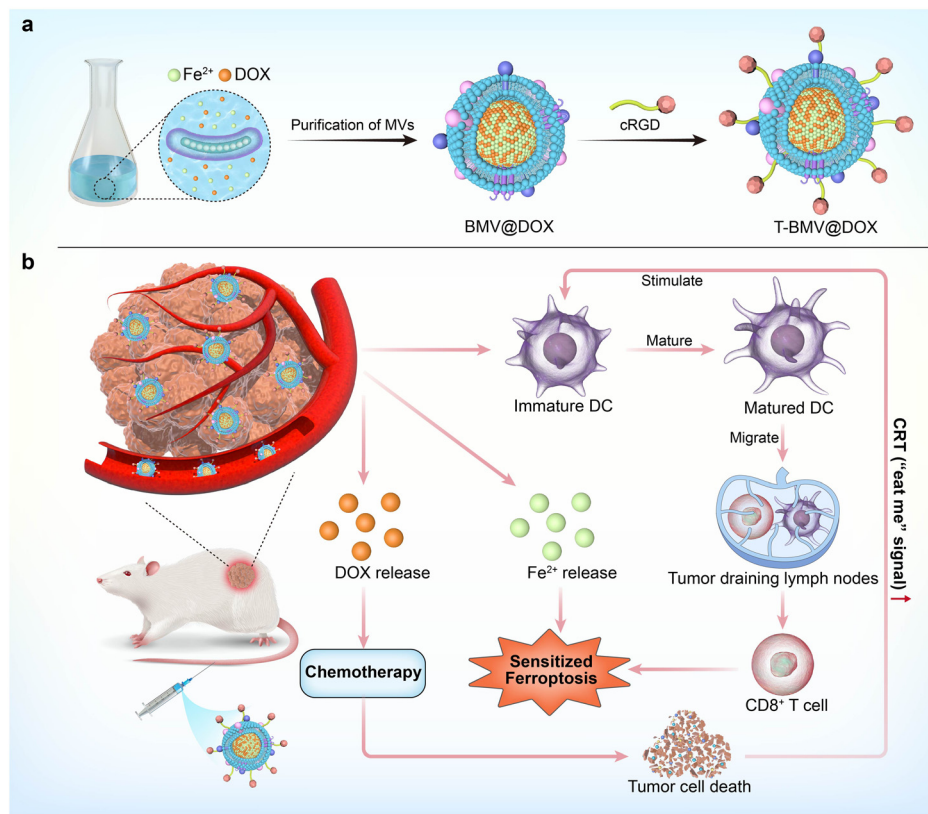 a
Fe²⁺ DOX
Purification of MVs
cRGD
BMV@DOX
T-BMV@DOX
b
Stimulate
Mature
Immature DC
Matured DC
Migrate
CRT ("eat me" signal) ↑
DOX release
Fe²⁺ release
Tumor draining lymph nodes
Chemotherapy
Sensitized
Ferroptosis
CD8⁺ T cell
Tumor cell death